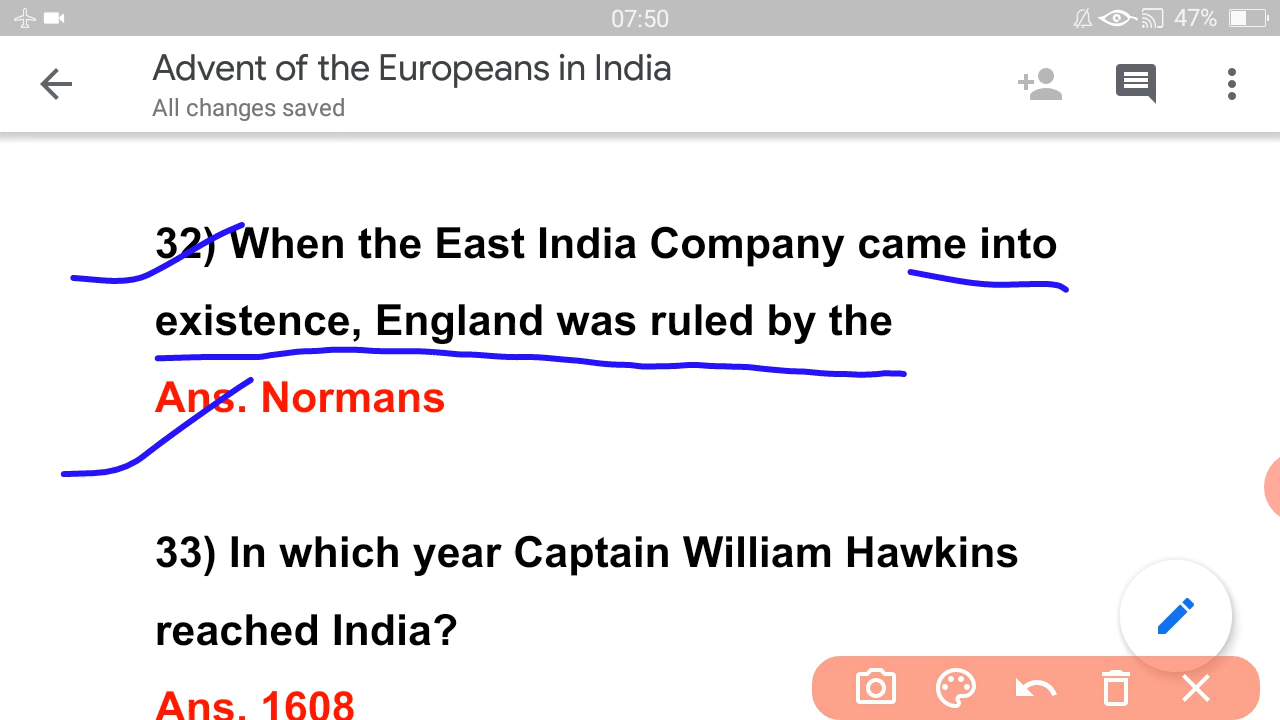 07:50
47%
Advent of the Europeans in India
All changes saved
32) When the East India Company came into
existence, England was ruled by the
Ans. Normans
33) In which year Captain William Hawkins
reached India?
Ans. 1608